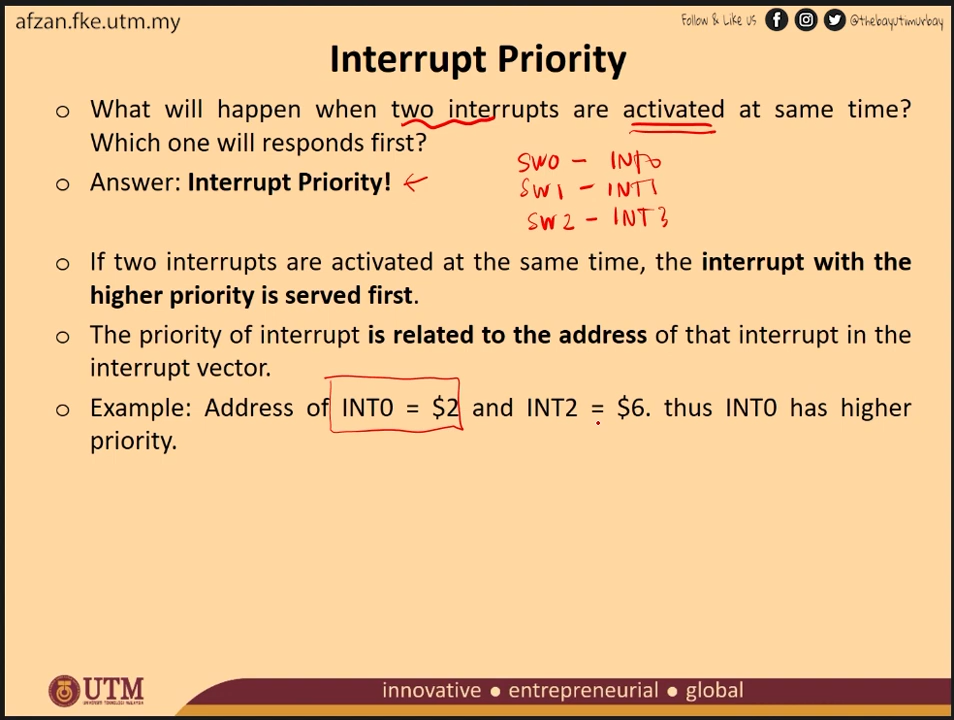 afzan.fke.utm.my
Follow & Like us @thebayutimurbay
Interrupt Priority
o What will happen when two interrupts are activated at same time?
Which one will responds first?
SW0 - INT0
o Answer: Interrupt Priority! ←
SW1 - INT1
SW2 - INT3
o If two interrupts are activated at the same time, the interrupt with the
higher priority is served first.
o The priority of interrupt is related to the address of that interrupt in the
interrupt vector.
o Example: Address of INT0 = $2 and INT2 = $6. thus INT0 has higher
priority.
UTM
UNIVERSITI TEKNOLOGI MALAYSIA
innovative ● entrepreneurial ● global